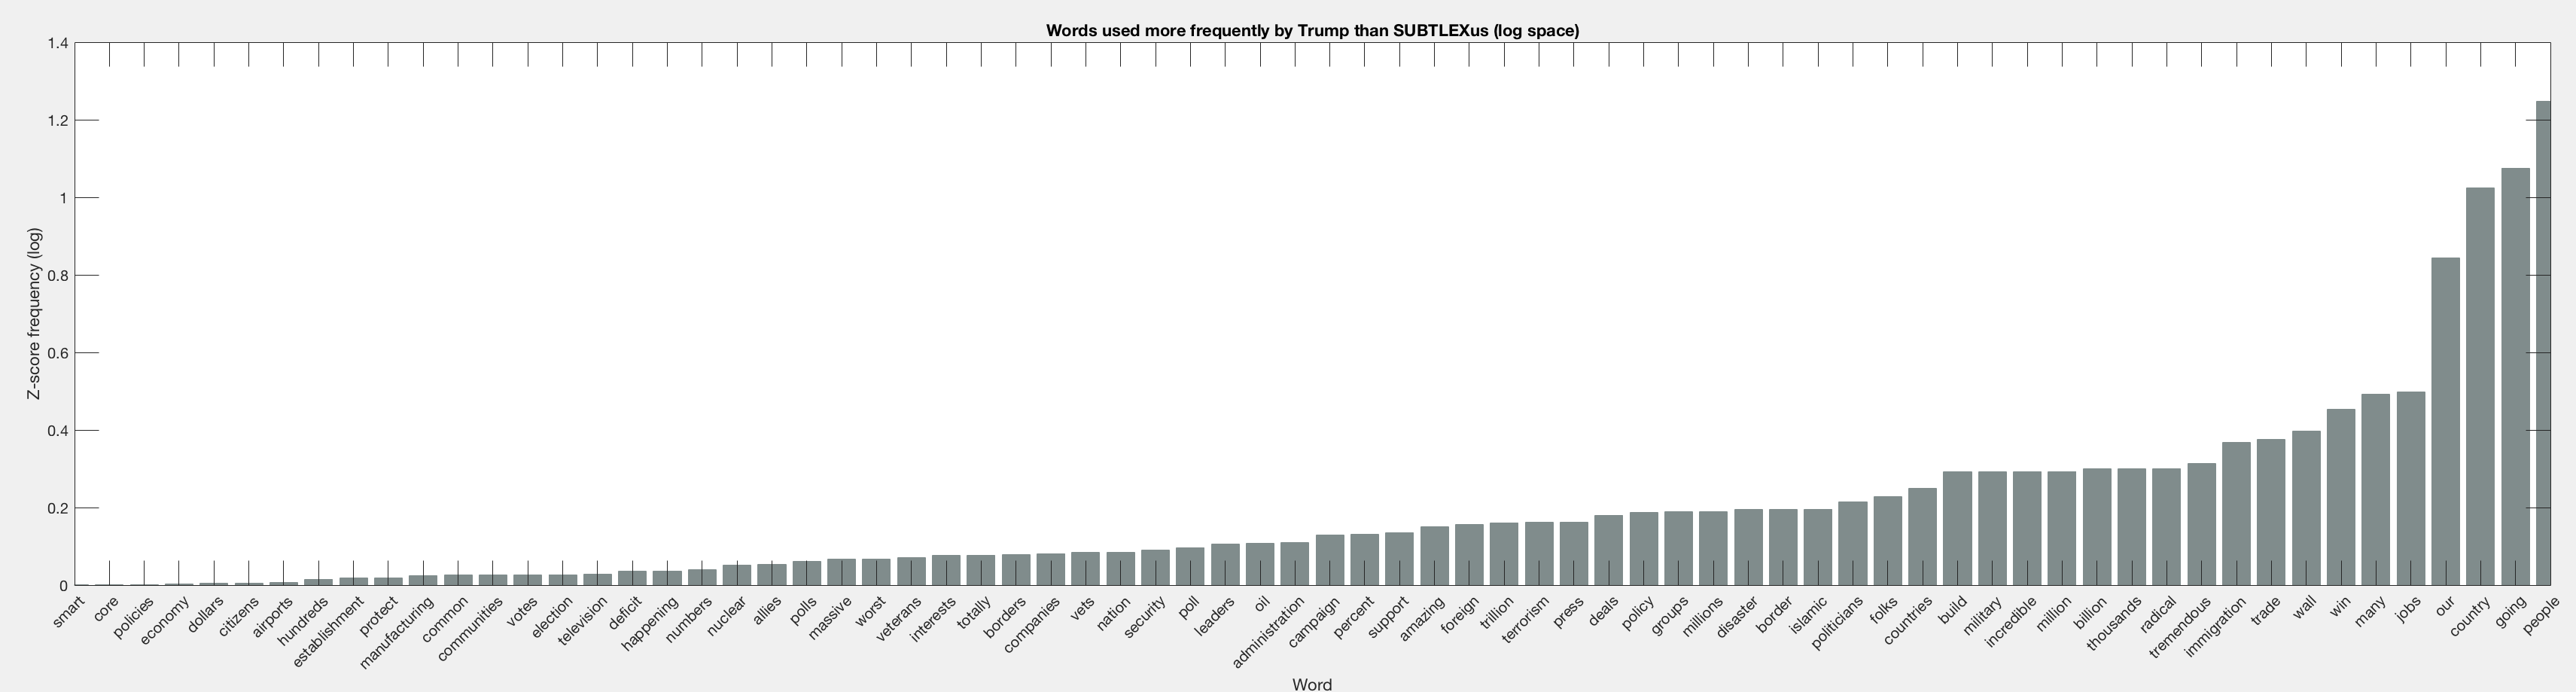 Words used more frequently by Trump than SUBTLEXus (log space)
Z-score frequency (log)
1.4
1.2
1
0.8
0.6
0.4
0.2
0
smart
core
policies
economy
dollars
citizens
airports
hundreds
establishment
protect
manufacturing
common
communities
votes
election
television
deficit
happening
numbers
nuclear
allies
polls
massive
worst
veterans
interests
totally
borders
companies
vets
nation
security
poll
leaders
oil
administration
campaign
percent
support
amazing
foreign
trillion
terrorism
press
deals
policy
groups
millions
disaster
border
islamic
politicians
folks
countries
build
military
incredible
million
billion
thousands
radical
tremendous
immigration
trade
wall
win
many
jobs
our
country
going
people
Word